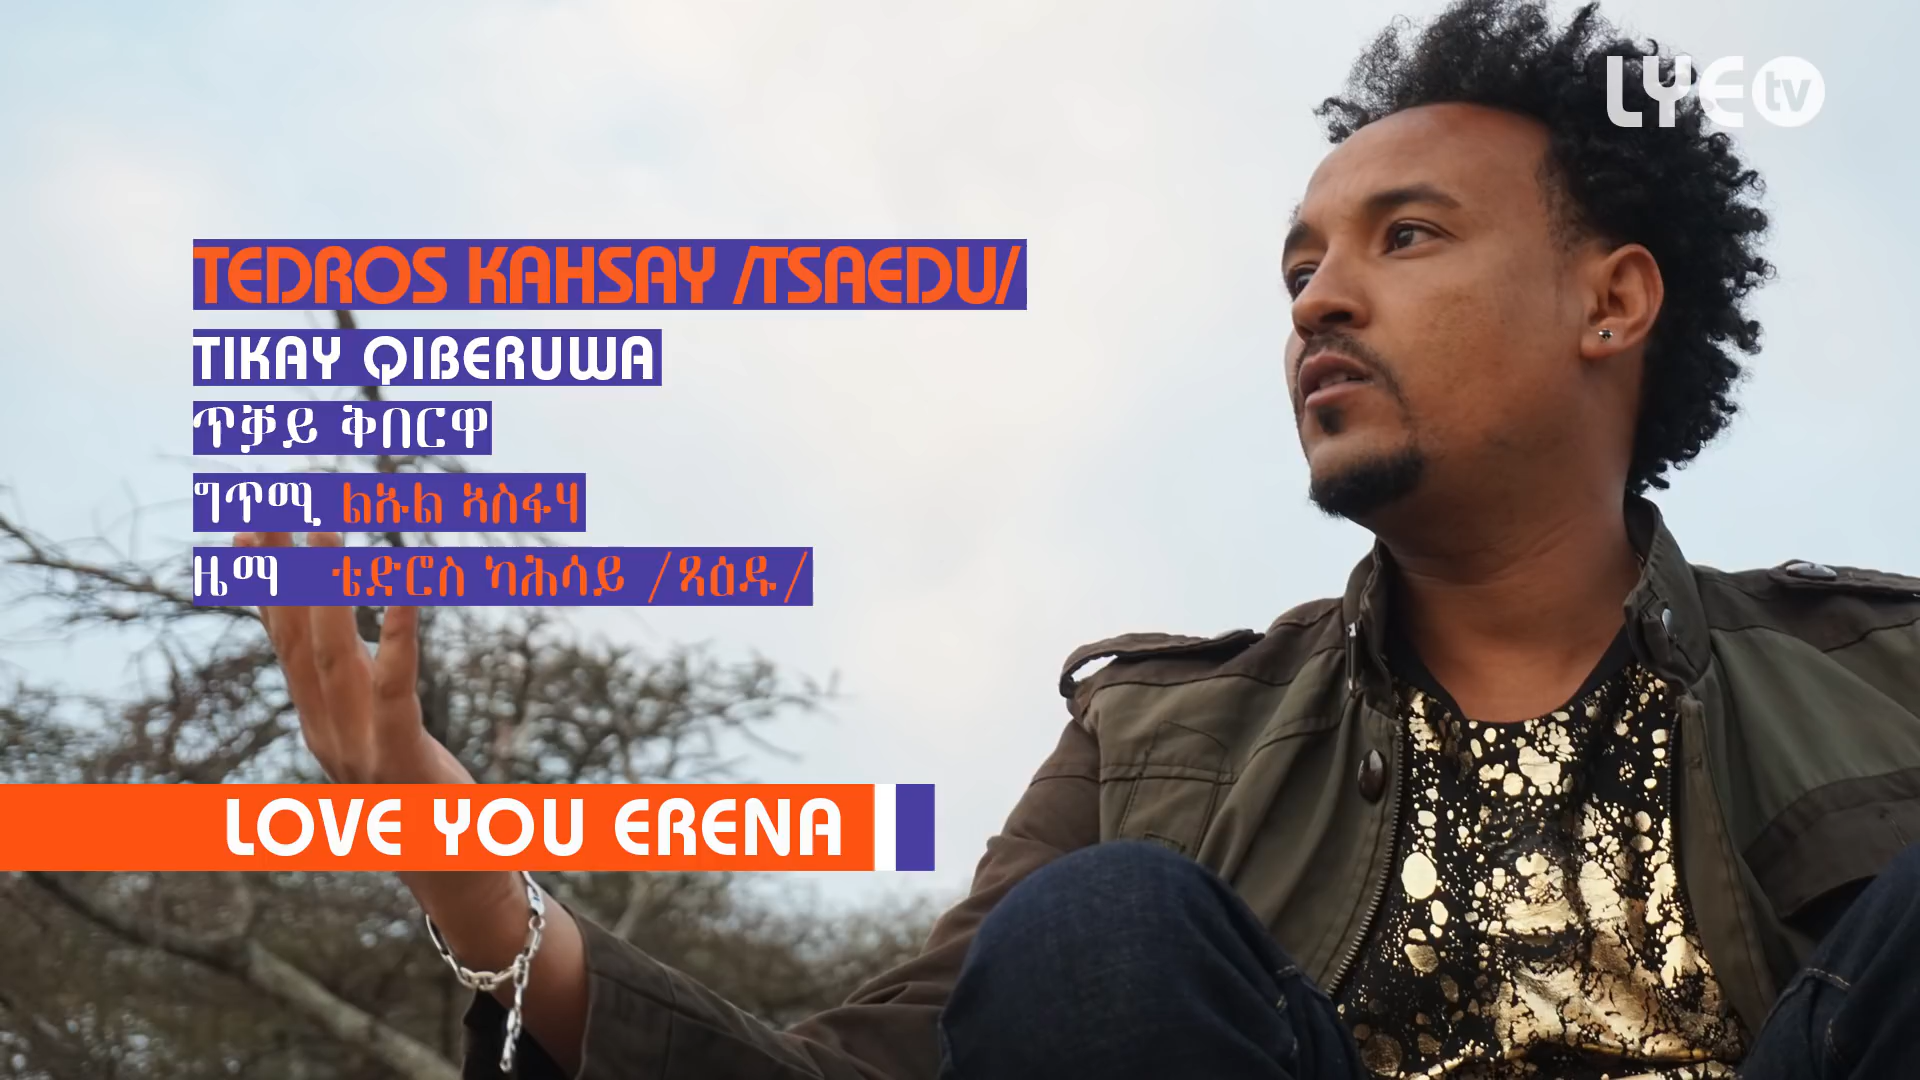 LYE tv
TEDROS KAHSAY /TSAEDU/
TIKAY QIBERUWA
ጥቓይ ቅበርዋ
ግጥሚ ልኡል ኣስፋሃ
ዜማ ቴድሮስ ካሕሳይ /ጻዕዱ/
LOVE YOU ERENA